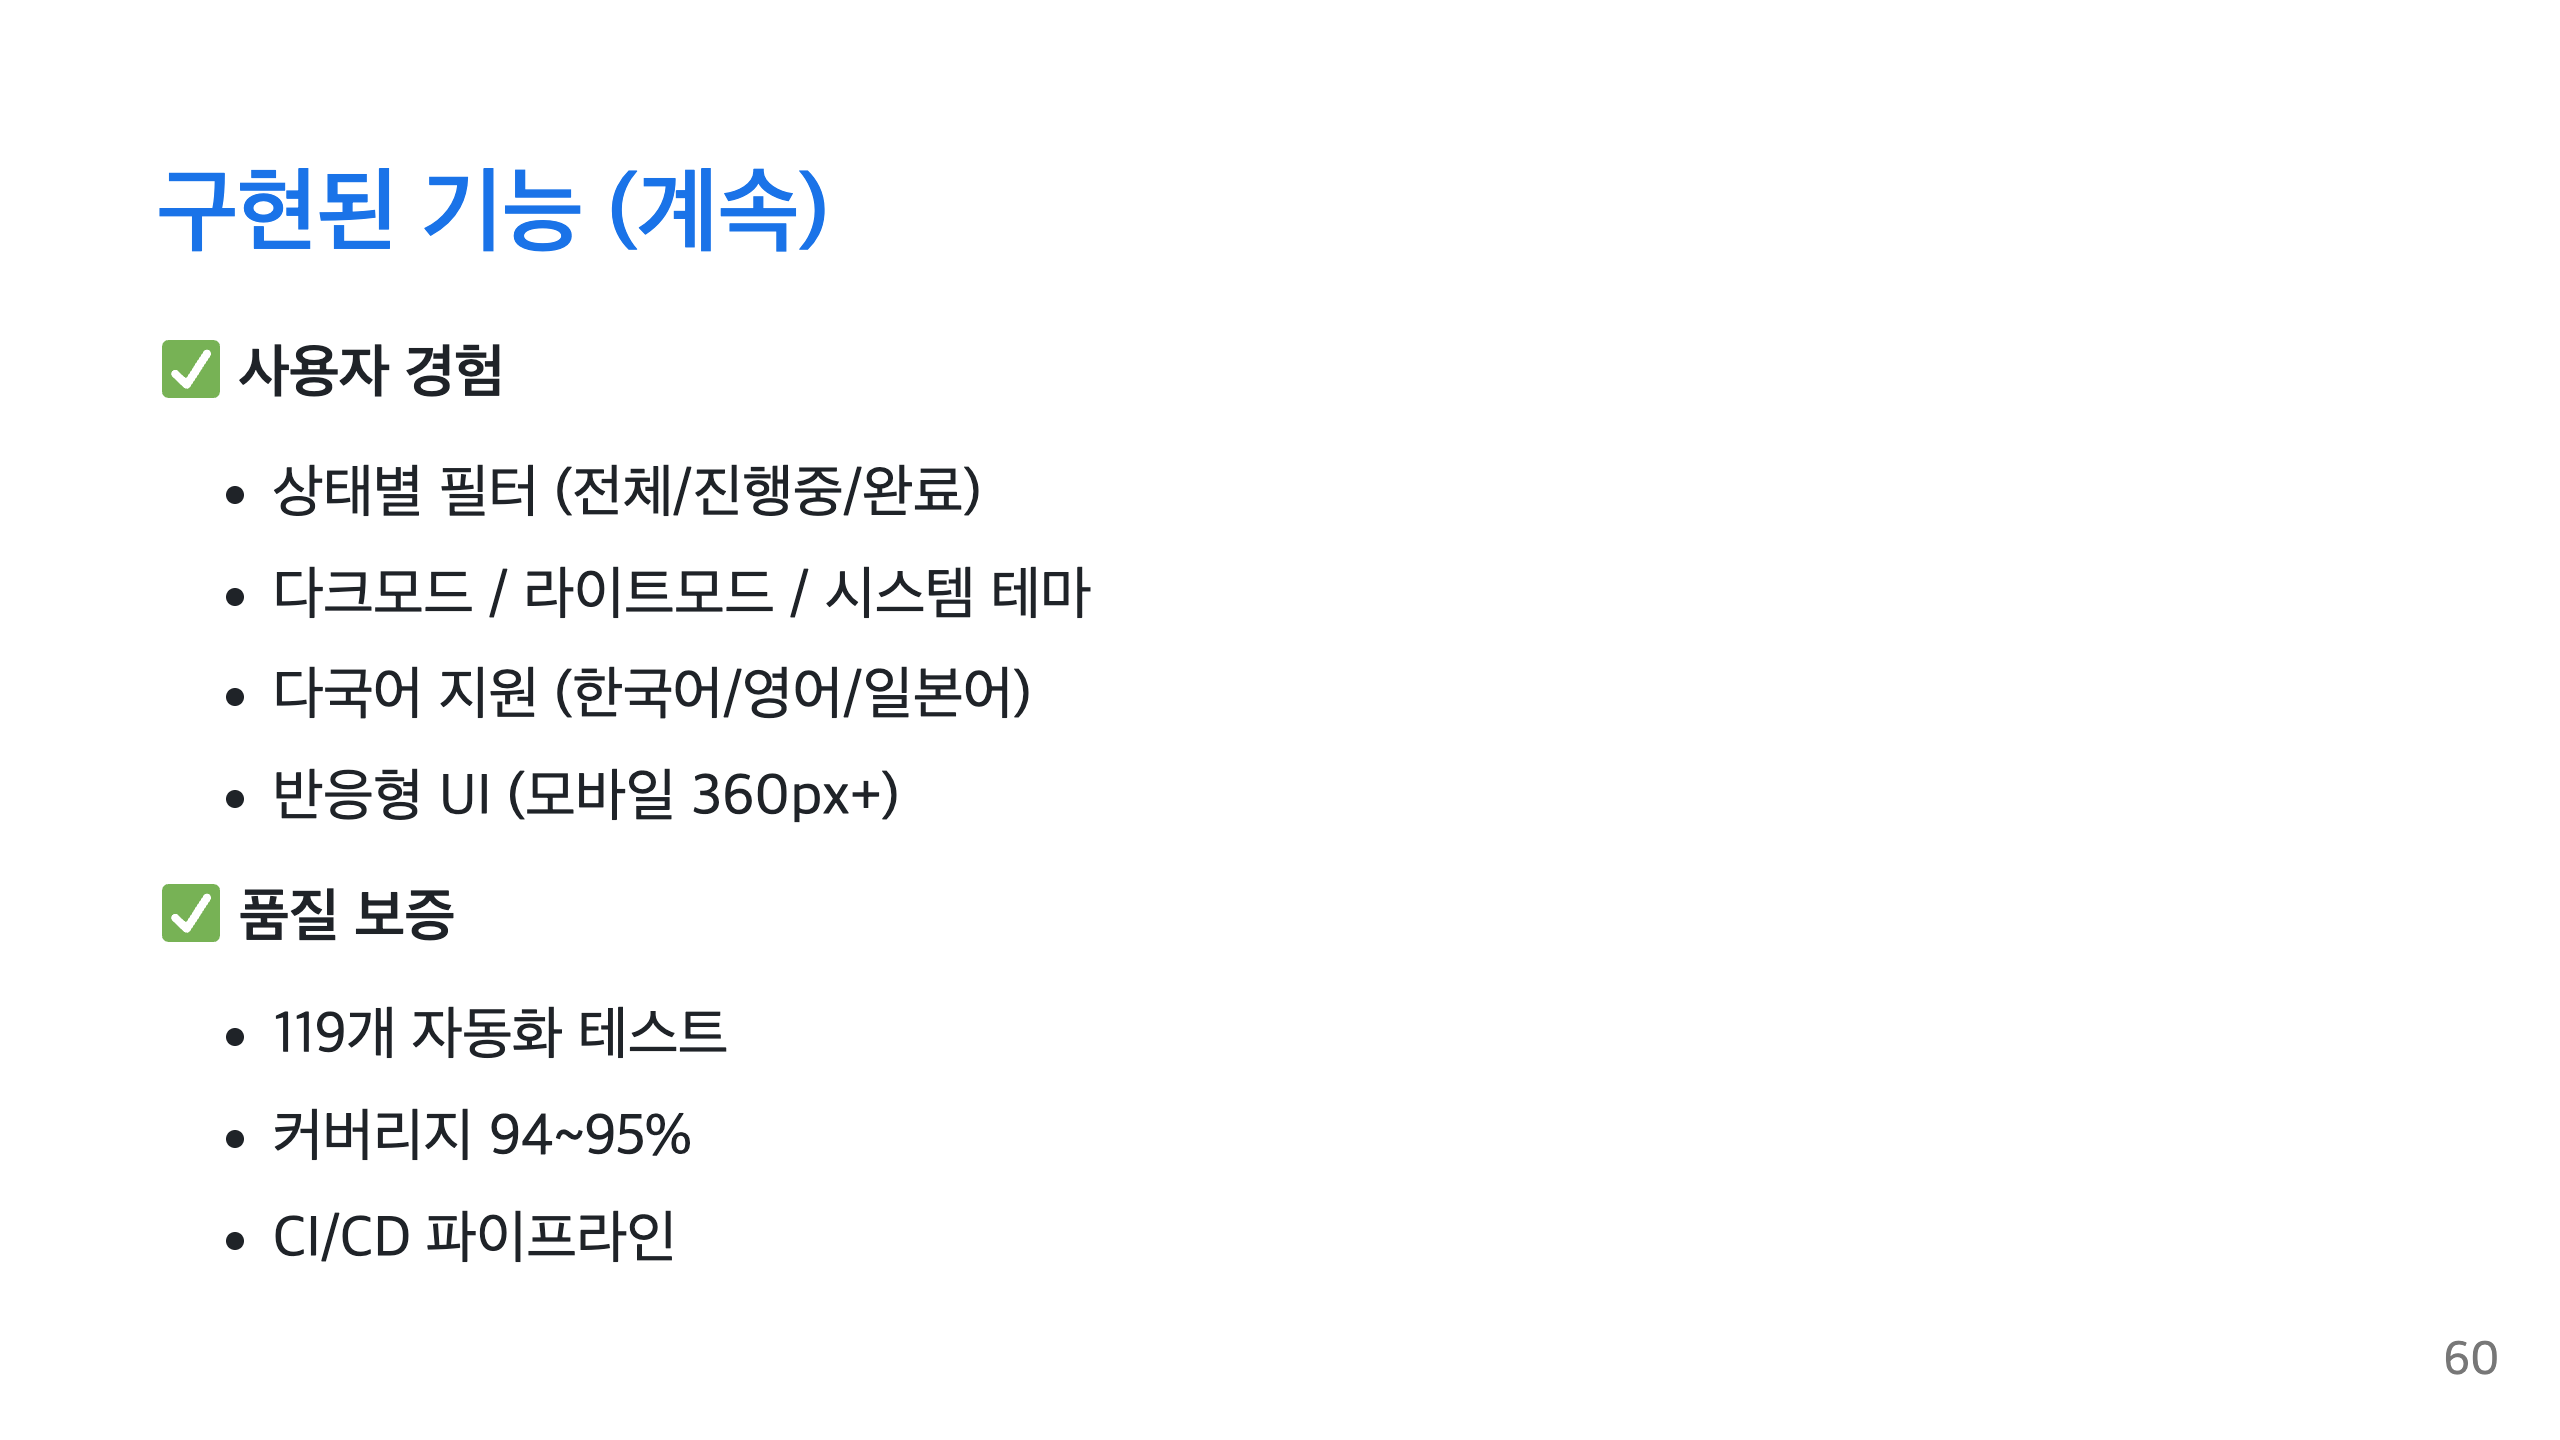 구현된 기능 (계속)
✅ 사용자 경험
• 상태별 필터 (전체/진행중/완료)
• 다크모드 / 라이트모드 / 시스템 테마
• 다국어 지원 (한국어/영어/일본어)
• 반응형 UI (모바일 360px+)
✅ 품질 보증
• 119개 자동화 테스트
• 커버리지 94~95%
• CI/CD 파이프라인
60